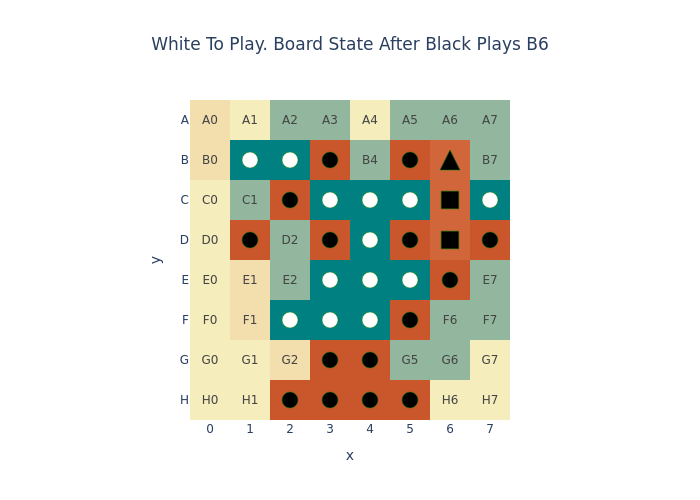 White To Play. Board State After Black Plays B6
A A0 A1 A2 A3 A4 A5 A6 A7
B B0 B4 B7
C C0 C1
D D0 D2
E E0 E1 E2 E7
F F0 F1 F6 F7
G G0 G1 G2 G5 G6 G7
H H0 H1 H6 H7
0 1 2 3 4 5 6 7
x
y